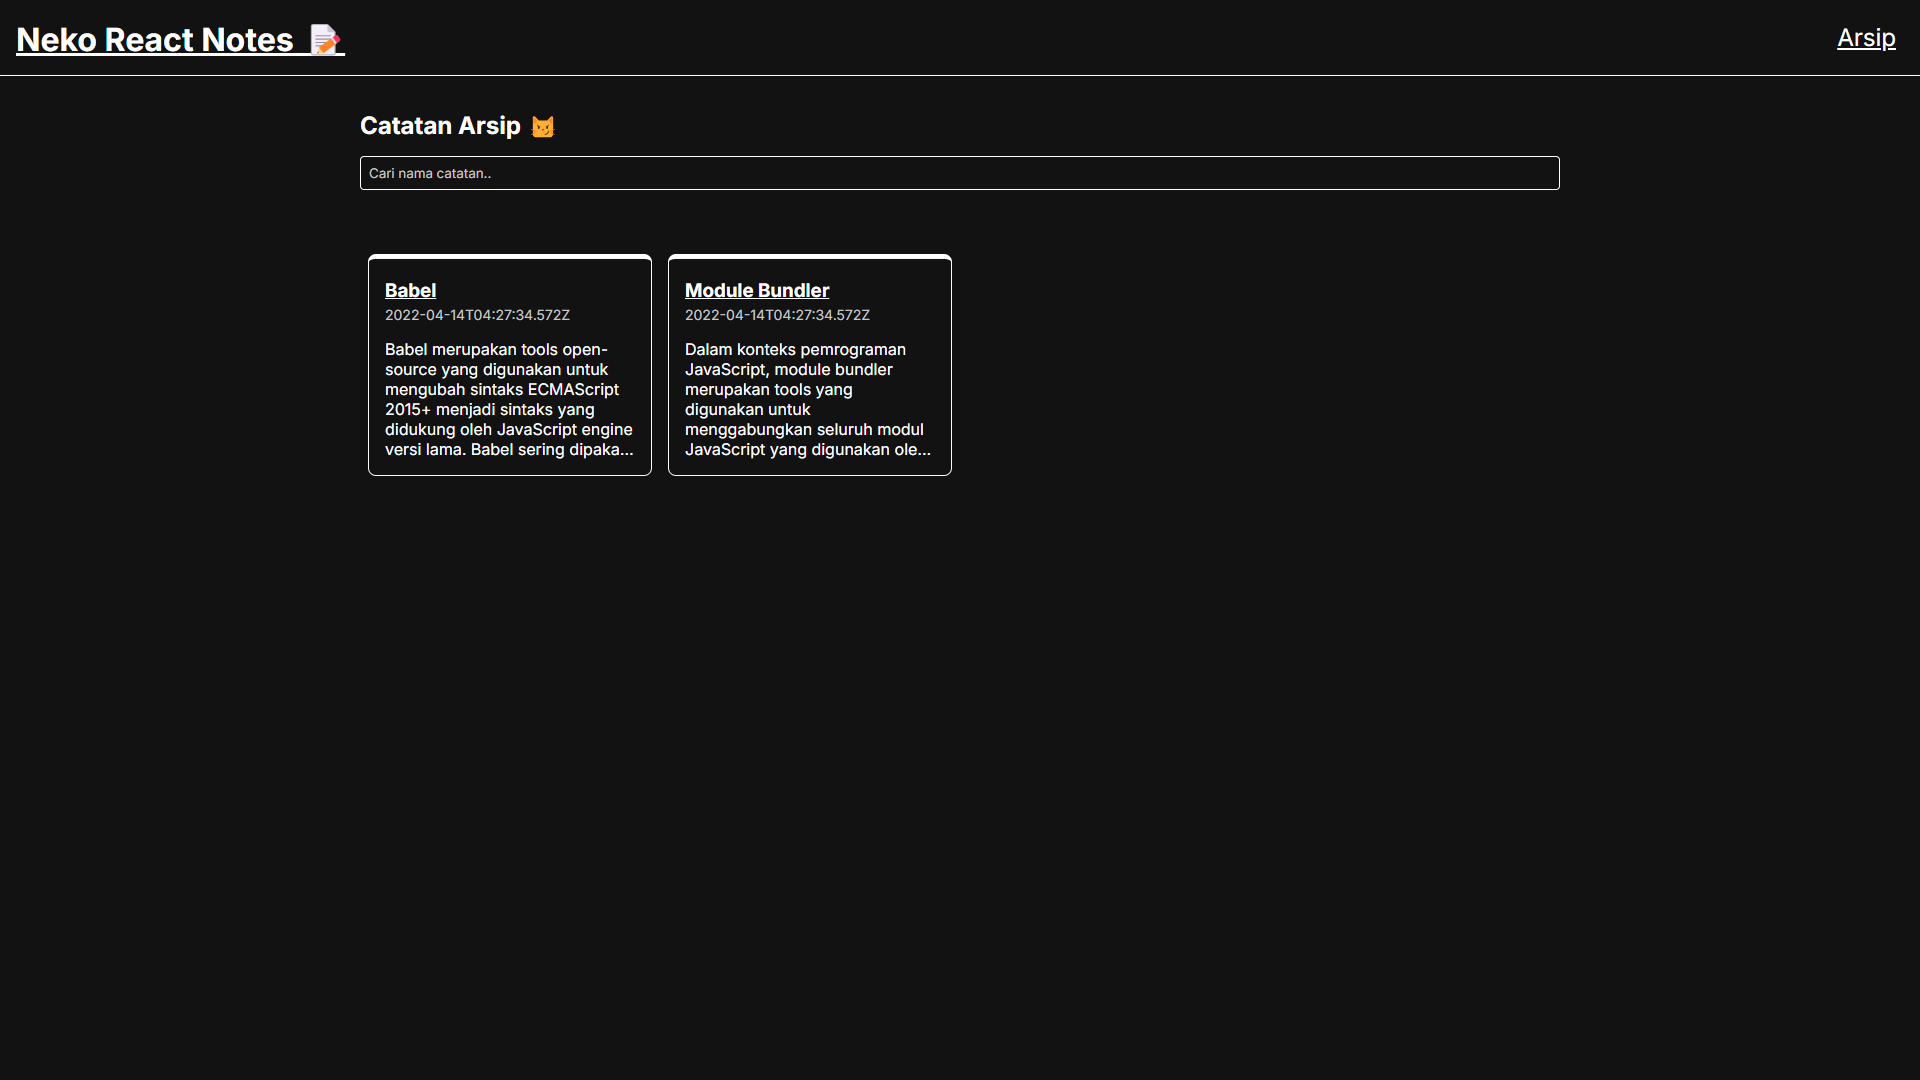 Neko React Notes 📝
Arsip
Catatan Arsip 😼
Cari nama catatan..
Babel
2022-04-14T04:27:34.572Z
Babel merupakan tools open-
source yang digunakan untuk
mengubah sintaks ECMAScript
2015+ menjadi sintaks yang
didukung oleh JavaScript engine
versi lama. Babel sering dipaka...
Module Bundler
2022-04-14T04:27:34.572Z
Dalam konteks pemrograman
JavaScript, module bundler
merupakan tools yang
digunakan untuk
menggabungkan seluruh modul
JavaScript yang digunakan ole...